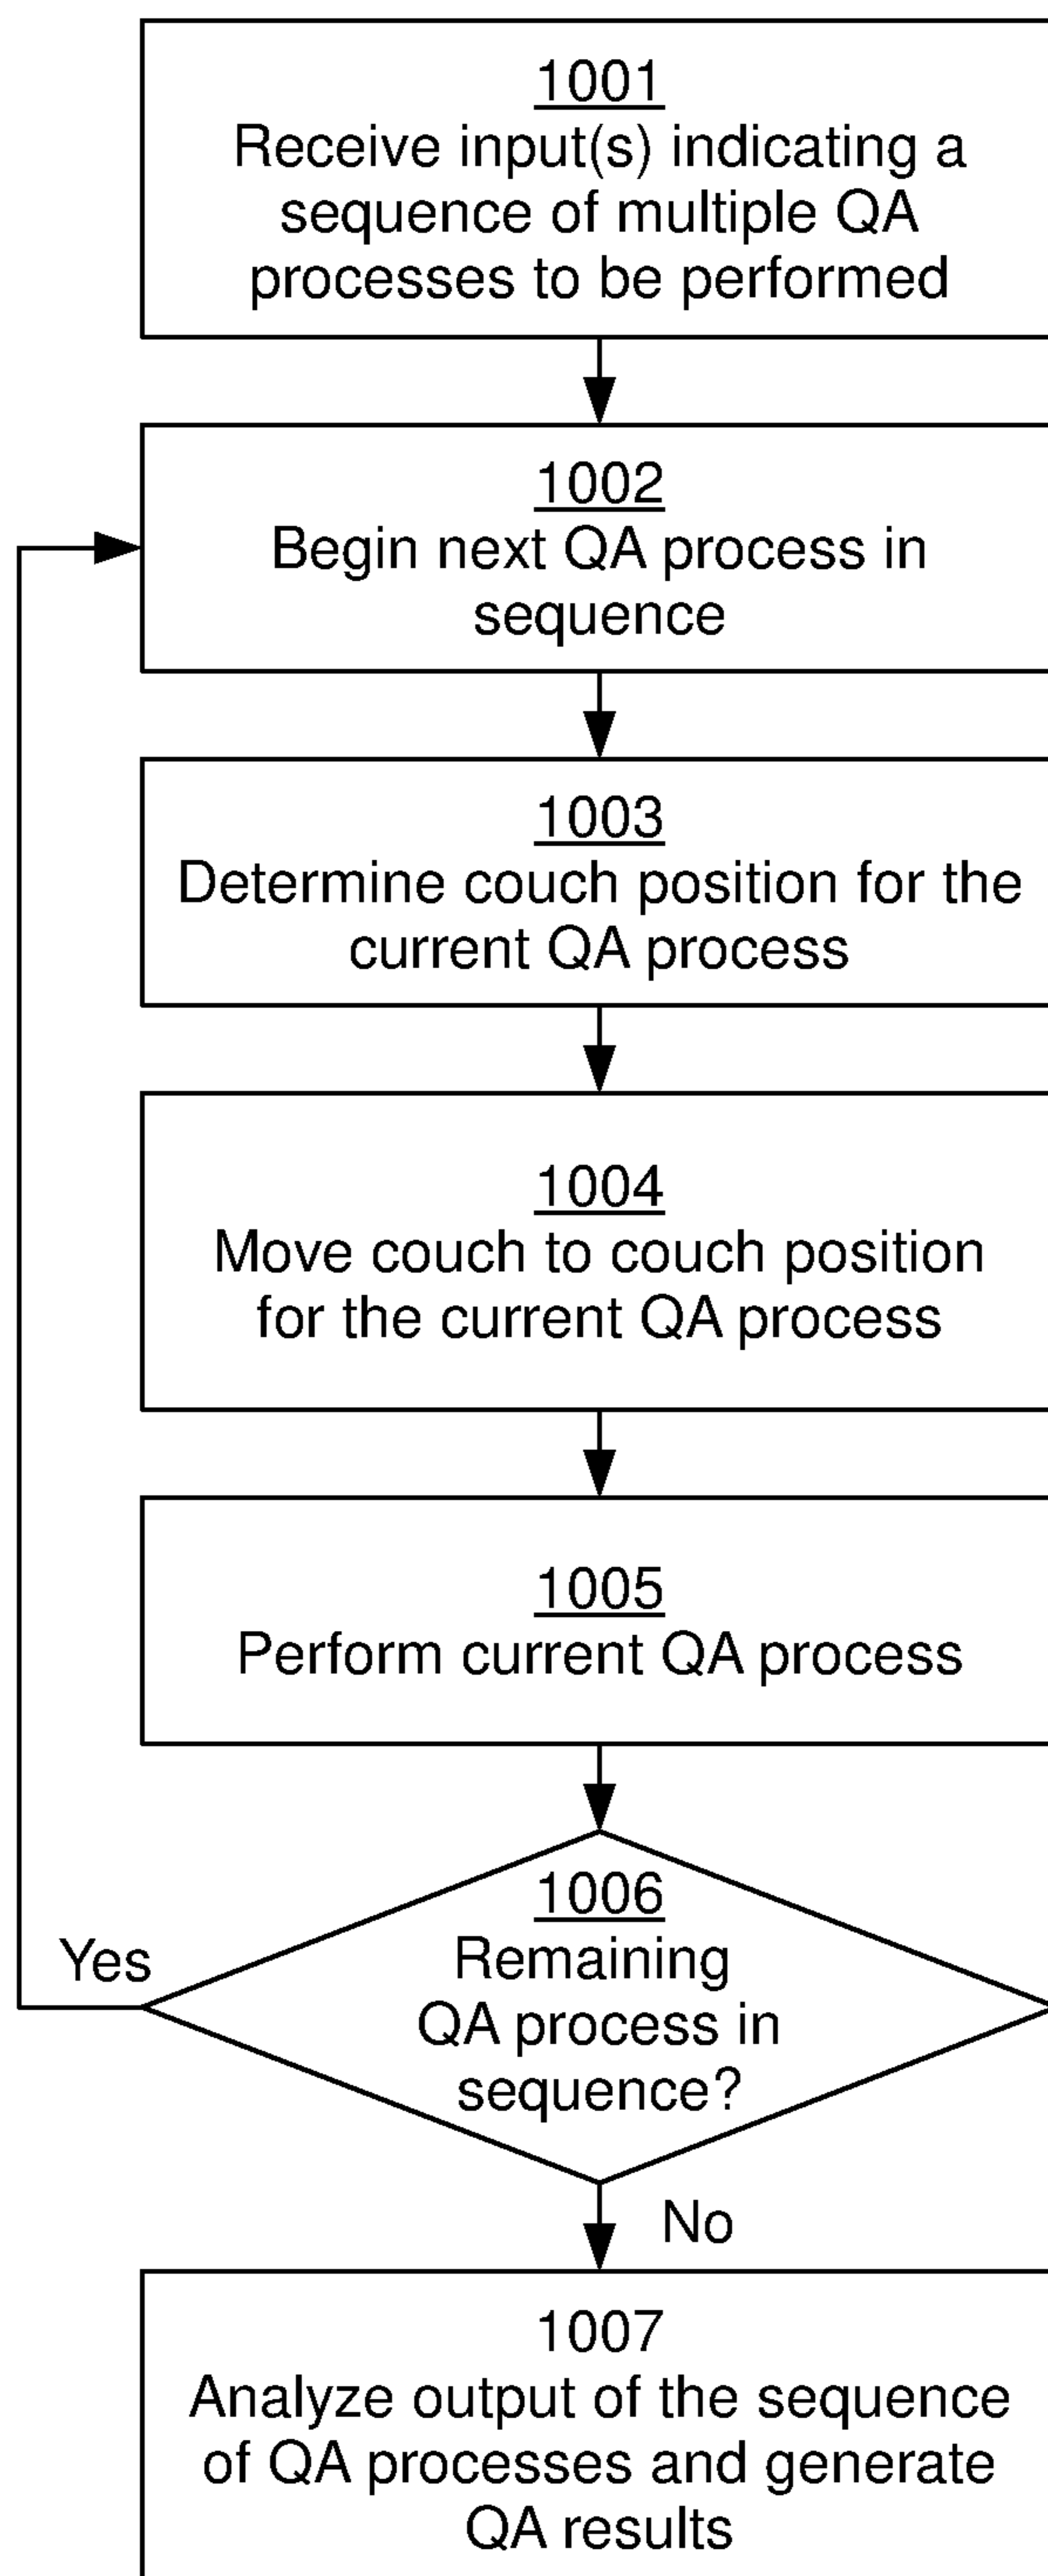 1001
Receive input(s) indicating a
sequence of multiple QA
processes to be performed
1002
Begin next QA process in
sequence
1003
Determine couch position for the
current QA process
1004
Move couch to couch position
for the current QA process
1005
Perform current QA process
1006
Remaining
QA process in
sequence?
Yes
No
1007
Analyze output of the sequence
of QA processes and generate
QA results